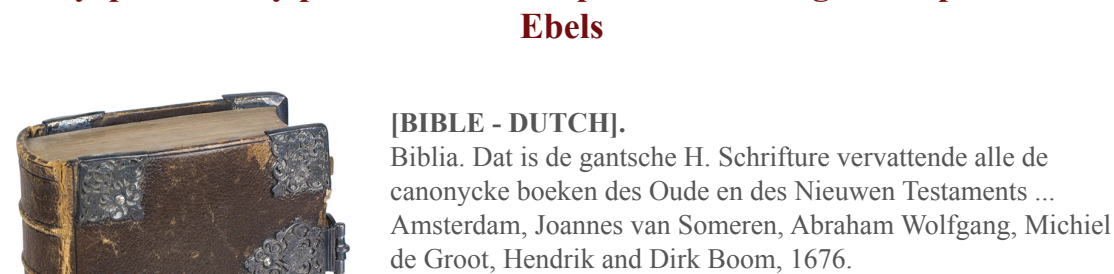 Ebels
[BIBLE - DUTCH].
Biblia. Dat is de gantsche H. Schrifture vervattende alle de
canonycke boeken des Oude en des Nieuwen Testaments ...
Amsterdam, Joannes van Someren, Abraham Wolfgang, Michiel
de Groot, Hendrik and Dirk Boom, 1676.